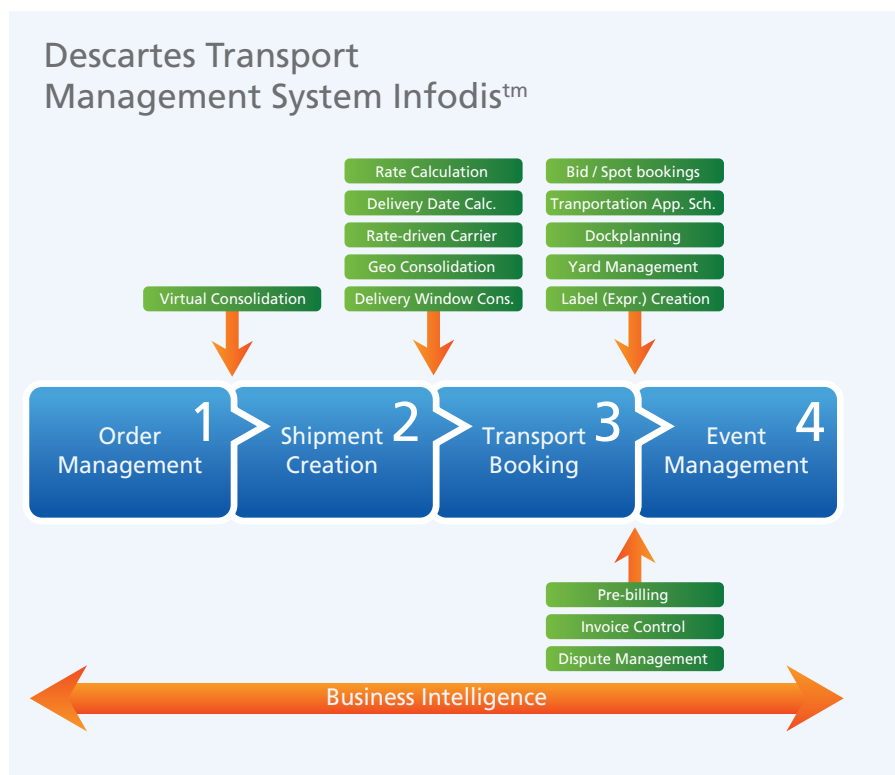 Descartes Transport
Management System Infodis™
Rate Calculation
Delivery Date Calc.
Rate-driven Carrier
Geo Consolidation
Delivery Window Cons.
Bid / Spot bookings
Tranportation App. Sch.
Dockplanning
Yard Management
Label (Expr.) Creation
Virtual Consolidation
1
Order
Management
2
Shipment
Creation
3
Transport
Booking
4
Event
Management
Pre-billing
Invoice Control
Dispute Management
Business Intelligence